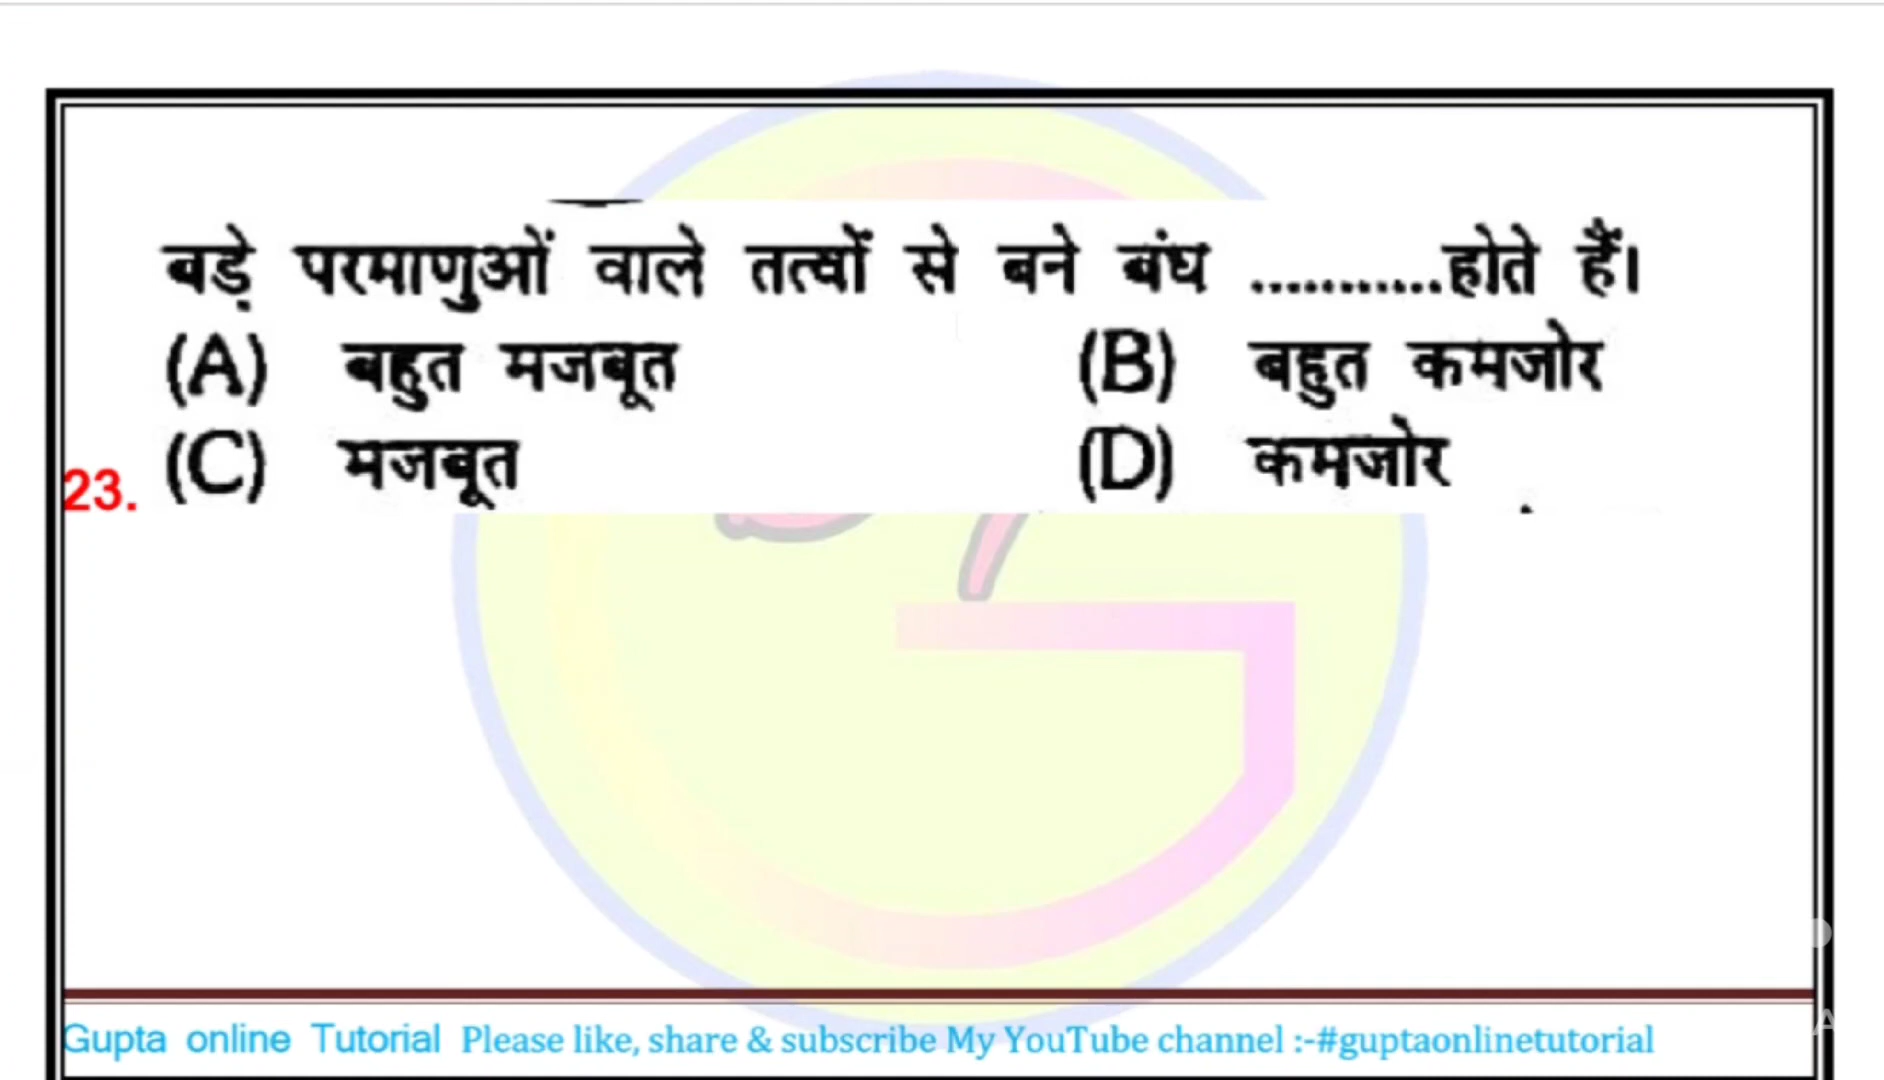 बड़े परमाणुओं वाले तत्वों से बने बंध ...........होते हैं।
(A) बहुत मजबूत (B) बहुत कमजोर
23. (C) मजबूत (D) कमजोर
Gupta online Tutorial Please like, share & subscribe My YouTube channel :-#guptaonlinetutorial